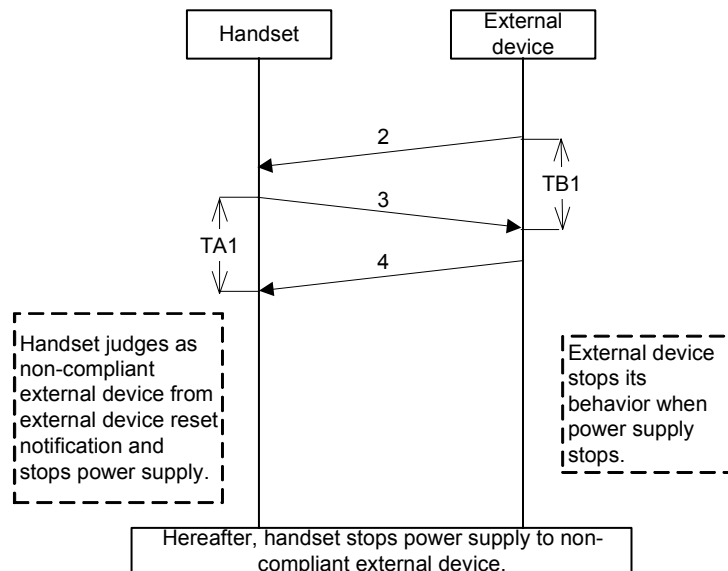 Handset
External
device
2
TB1
3
TA1
4
Handset judges as
non-compliant
external device from
external device reset
notification and
stops power supply.
External device
stops its
behavior when
power supply
stops.
Hereafter, handset stops power supply to non-
compliant external device.